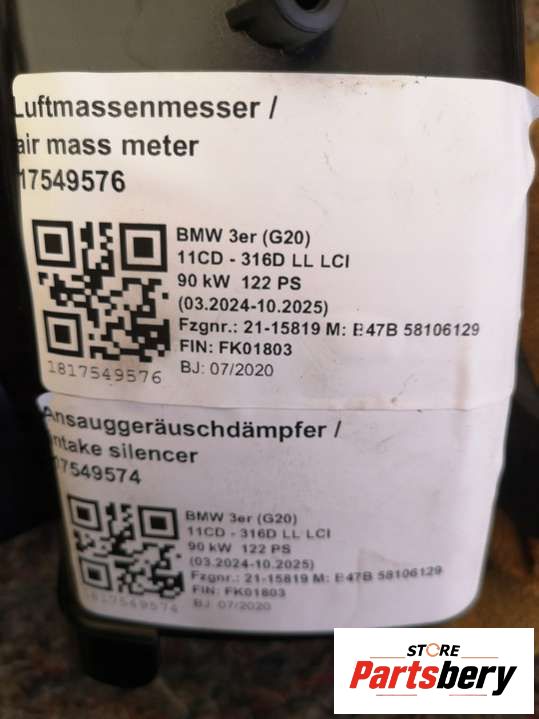 Luftmassenmesser /
air mass meter
17549576
BMW 3er (G20)
11CD - 316D LL LCI
90 kW 122 PS
(03.2024-10.2025)
Fzgnr.: 21-15819 M: B47B 58106129
FIN: FK01803
BJ: 07/2020
1817549576
Ansauggeräuschdämpfer /
intake silencer
17549574
BMW 3er (G20)
11CD - 316D LL LCI
90 kW 122 PS
(03.2024-10.2025)
Fzgnr.: 21-15819 M: B47B 58106129
FIN: FK01803
BJ: 07/2020
1817549574
STORE
Partsbery